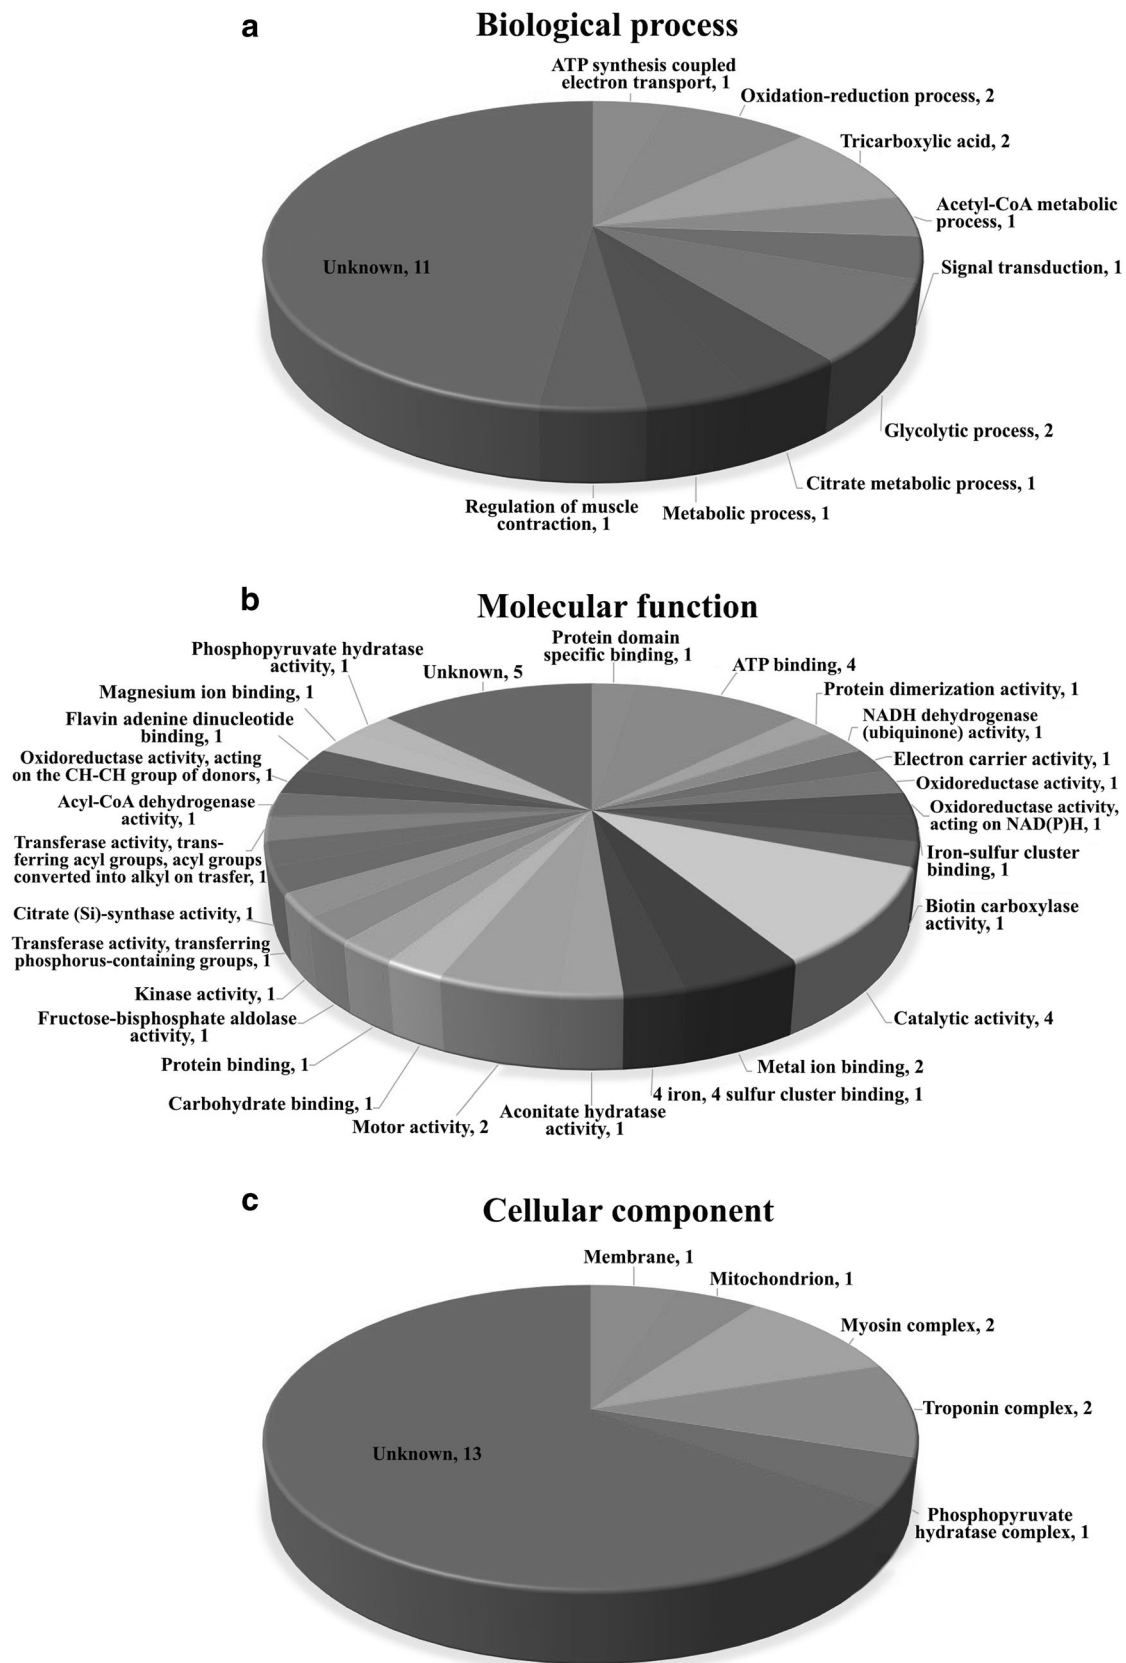 a
Biological process
ATP synthesis coupled
electron transport, 1
Oxidation-reduction process, 2
Tricarboxylic acid, 2
Acetyl-CoA metabolic
process, 1
Signal transduction, 1
Unknown, 11
Glycolytic process, 2
Citrate metabolic process, 1
Metabolic process, 1
Regulation of muscle
contraction, 1
b
Molecular function
Protein domain
specific binding, 1
ATP binding, 4
Protein dimerization activity, 1
NADH dehydrogenase
(ubiquinone) activity, 1
Electron carrier activity, 1
Oxidoreductase activity, 1
Oxidoreductase activity,
acting on NAD(P)H, 1
Iron-sulfur cluster
binding, 1
Biotin carboxylase
activity, 1
Catalytic activity, 4
Metal ion binding, 2
4 iron, 4 sulfur cluster binding, 1
Aconitate hydratase
activity, 1
Motor activity, 2
Carbohydrate binding, 1
Protein binding, 1
Fructose-bisphosphate aldolase
activity, 1
Kinase activity, 1
Transferase activity, transferring
phosphorus-containing groups, 1
Citrate (Si)-synthase activity, 1
Transferase activity, trans-
ferring acyl groups, acyl groups
converted into alkyl on trasfer, 1
Acyl-CoA dehydrogenase
activity, 1
Oxidoreductase activity, acting
on the CH-CH group of donors, 1
Flavin adenine dinucleotide
binding, 1
Magnesium ion binding, 1
Phosphopyruvate hydratase
activity, 1
Unknown, 5
c
Cellular component
Membrane, 1
Mitochondrion, 1
Myosin complex, 2
Troponin complex, 2
Phosphopyruvate
hydratase complex, 1
Unknown, 13